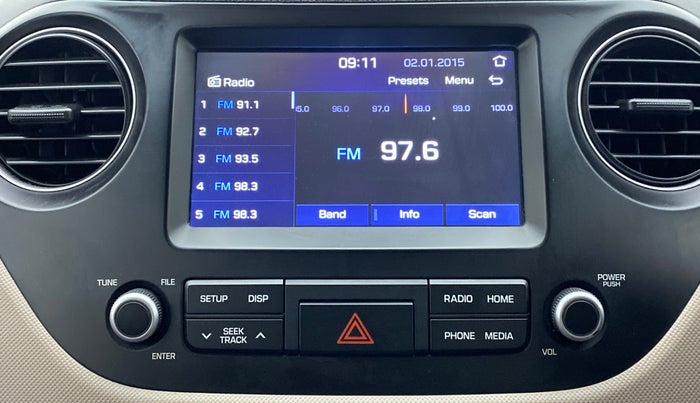 09:11 02.01.2015
Radio Presets Menu
1 FM 91.1
2 FM 92.7
3 FM 93.5
4 FM 98.3
5 FM 98.3
95.0 96.0 97.0 98.0 99.0 100.0
FM 97.6
Band Info Scan
TUNE FILE
ENTER
SETUP DISP
SEEK
TRACK
RADIO HOME
PHONE MEDIA
POWER
PUSH
VOL